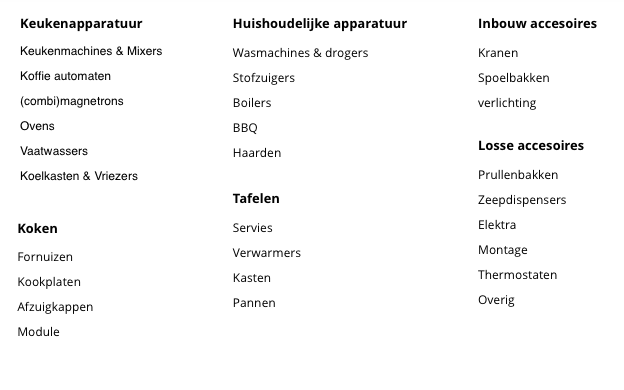 Keukenapparatuur
Keukenmachines & Mixers
Koffie automaten
(combi)magnetrons
Ovens
Vaatwassers
Koelkasten & Vriezers
Koken
Fornuizen
Kookplaten
Afzuigkappen
Module
Huishoudelijke apparatuur
Wasmachines & drogers
Stofzuigers
Boilers
BBQ
Haarden
Tafelen
Servies
Verwarmers
Kasten
Pannen
Inbouw accesoires
Kranen
Spoelbakken
verlichting
Losse accesoires
Prullenbakken
Zeepdispensers
Elektra
Montage
Thermostaten
Overig